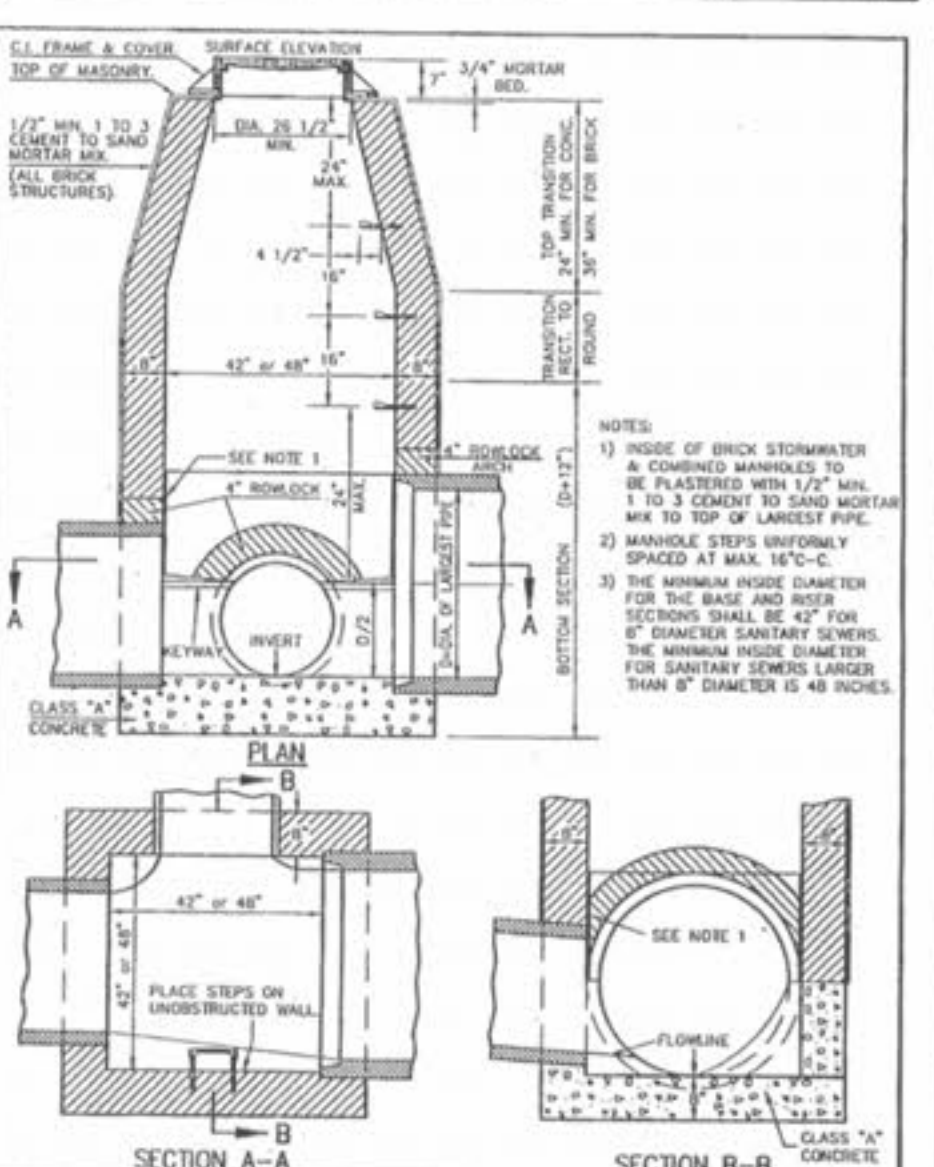 C.I. FRAME & COVER
TOP OF MASONRY.
SURFACE ELEVATION
7"
3/4" MORTAR
BED.
1/2" MIN. 1 TO 3
CEMENT TO SAND
MORTAR MIX.
(ALL BRICK
STRUCTURES).
DIA. 26 1/2"
MIN.
24"
MAX.
4 1/2"
16"
16"
TOP TRANSITION
24" MIN. FOR CONC.
36" MIN. FOR BRICK
TRANSITION
RECT. TO
ROUND
8"
42" or 48"
8"
4" ROWLOCK
ARCH
SEE NOTE 1
4" ROWLOCK
24"
MAX.
D=DIA. OF LARGEST PIPE
BOTTOM SECTION (D+12")
A
A
KEYWAY
INVERT
D/2
CLASS "A"
CONCRETE
PLAN
NOTES:
1) INSIDE OF BRICK STORMWATER
& COMBINED MANHOLES TO
BE PLASTERED WITH 1/2" MIN.
1 TO 3 CEMENT TO SAND MORTAR
MIX TO TOP OF LARGEST PIPE.
2) MANHOLE STEPS UNIFORMLY
SPACED AT MAX. 16"C-C.
3) THE MINIMUM INSIDE DIAMETER
FOR THE BASE AND RISER
SECTIONS SHALL BE 42" FOR
8" DIAMETER SANITARY SEWERS.
THE MINIMUM INSIDE DIAMETER
FOR SANITARY SEWERS LARGER
THAN 8" DIAMETER IS 48 INCHES.
B
8"
42" or 48"
42" or 48"
PLACE STEPS ON
UNOBSTRUCTED WALL.
B
SECTION A-A
8"
SEE NOTE 1
FLOWLINE
8"
CLASS "A"
CONCRETE
SECTION B-B